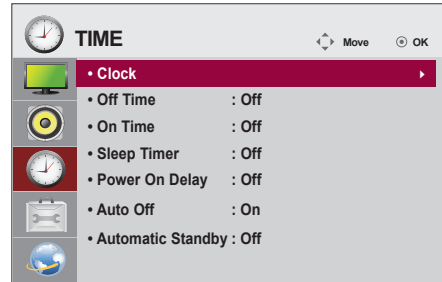 TIME
Move OK
• Clock
• Off Time : Off
• On Time : Off
• Sleep Timer : Off
• Power On Delay : Off
• Auto Off : On
• Automatic Standby : Off